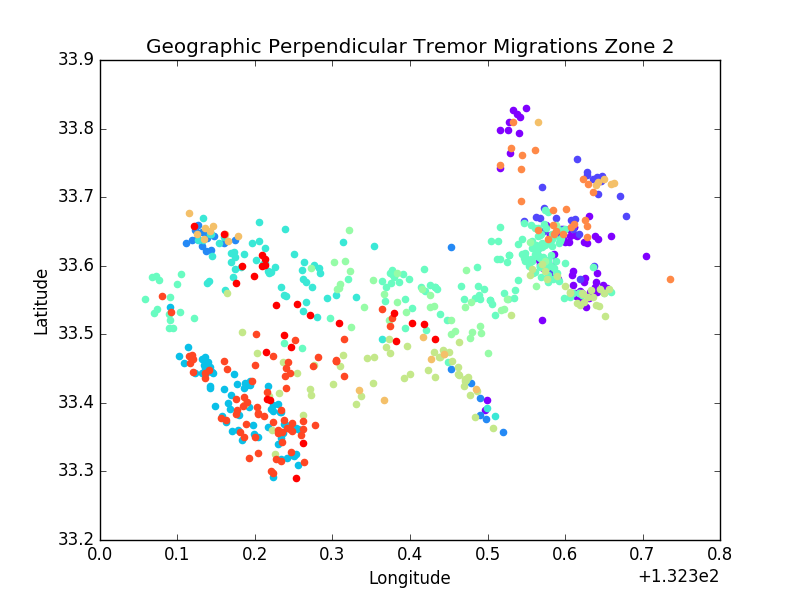 Geographic Perpendicular Tremor Migrations Zone 2
33.9
33.8
33.7
33.6
33.5
33.4
33.3
33.2
Latitude
0.0 0.1 0.2 0.3 0.4 0.5 0.6 0.7 0.8
Longitude
+1.323e2